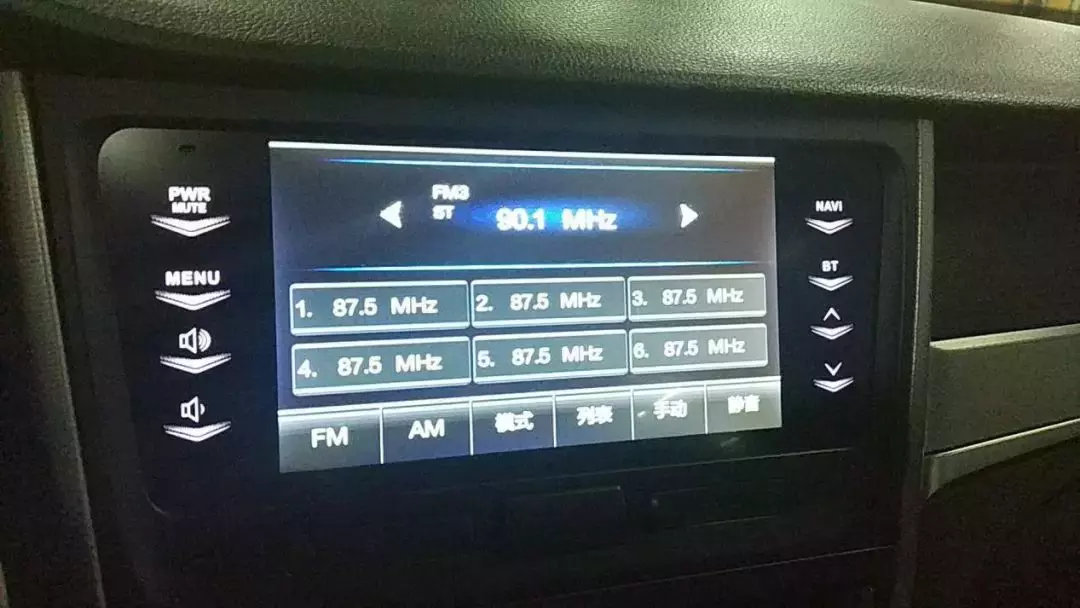 PWR
MUTE
MENU
FM3
ST
90.1 MHz
1. 87.5 MHz
2. 87.5 MHz
3. 87.5 MHz
4. 87.5 MHz
5. 87.5 MHz
6. 87.5 MHz
FM
AM
模式
列表
手动
静音
NAVI
BT